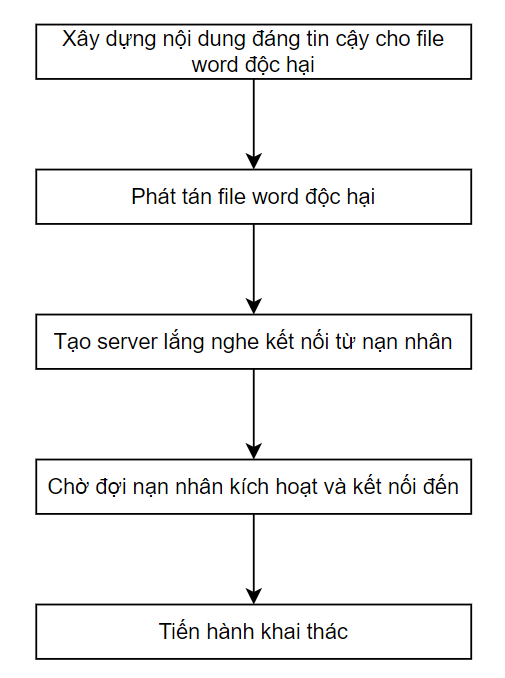 Xây dựng nội dung đáng tin cậy cho file
word độc hại
Phát tán file word độc hại
Tạo server lắng nghe kết nối từ nạn nhân
Chờ đợi nạn nhân kích hoạt và kết nối đến
Tiến hành khai thác